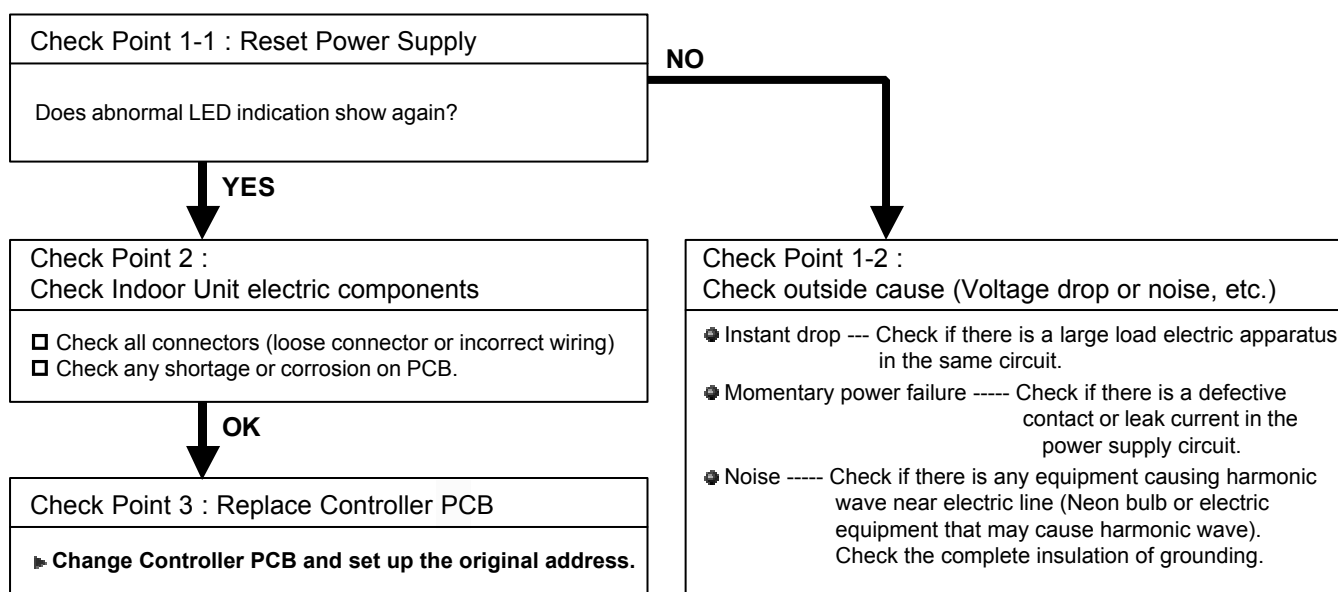 Check Point 1-1 : Reset Power Supply
NO
Does abnormal LED indication show again?
YES
Check Point 2 :
Check Indoor Unit electric components
Check all connectors (loose connector or incorrect wiring)
Check any shortage or corrosion on PCB.
OK
Check Point 3 : Replace Controller PCB
Change Controller PCB and set up the original address.
Check Point 1-2 :
Check outside cause (Voltage drop or noise, etc.)
Instant drop --- Check if there is a large load electric apparatus
in the same circuit.
Momentary power failure ----- Check if there is a defective
contact or leak current in the
power supply circuit.
Noise ----- Check if there is any equipment causing harmonic
wave near electric line (Neon bulb or electric
equipment that may cause harmonic wave).
Check the complete insulation of grounding.